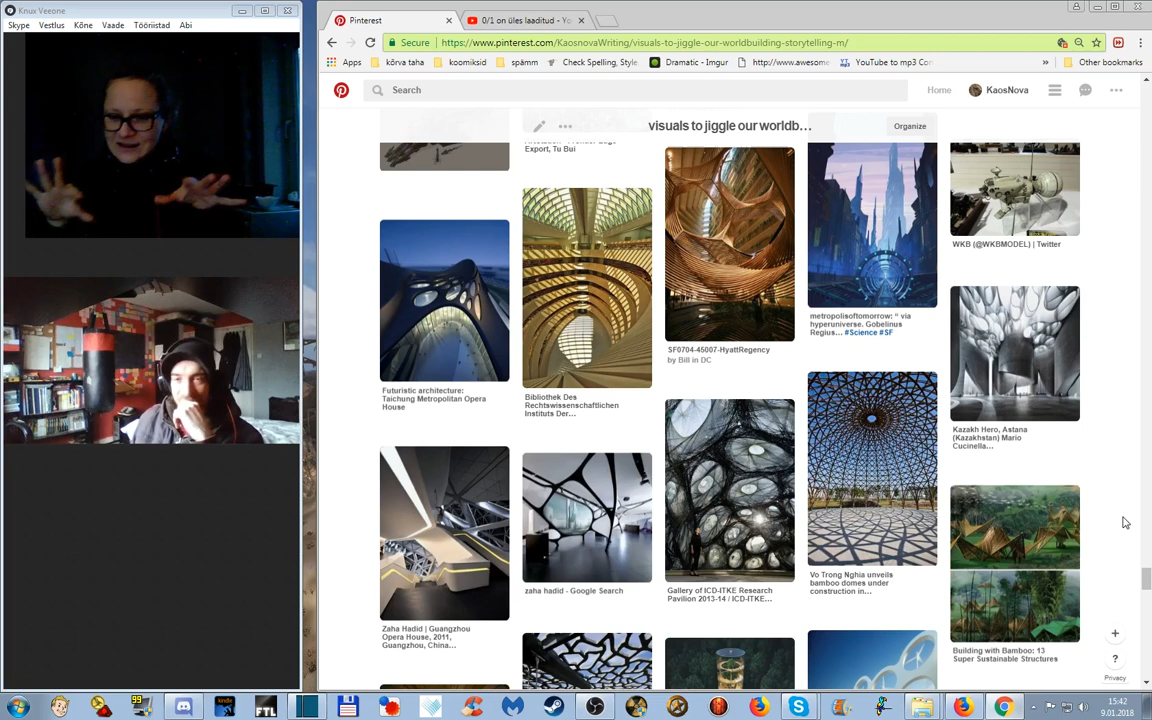 Knux Veeone
Skype Vestlus Kõne Vaade Tööriistad Abi
Pinterest
0/1 on üles laaditud - Yo
Secure https://www.pinterest.com/KaosnovaWriting/visuals-to-jiggle-our-worldbuilding-storytelling-m/
Apps kõrva taha koomiksid spämm Check Spelling, Style, Dramatic - Imgur http://www.awesome YouTube to mp3 Con » Other bookmarks
Search
Home KaosNova
visuals to jiggle our worldb...
Organize
Export, Tu Bui
WKB (@WKBMODEL) | Twitter
metropolisoftomorrow: “ via
hyperuniverse. Gobelinus
Regius... #Science #SF
SF0704-45007-HyattRegency
by Bill in DC
Futuristic architecture:
Taichung Metropolitan Opera
House
Bibliothek Des
Rechtswissenschaftlichen
Instituts Der...
Kazakh Hero, Astana
(Kazakhstan) Mario
Cucinella...
Vo Trong Nghia unveils
bamboo domes under
construction in...
zaha hadid - Google Search
Gallery of ICD-ITKE Research
Pavilion 2013-14 / ICD-ITKE...
Zaha Hadid | Guangzhou
Opera House, 2011,
Guangzhou, China...
Building with Bamboo: 13
Super Sustainable Structures
+
?
Privacy
99
kindle
FTL
15:42
9.01.2018